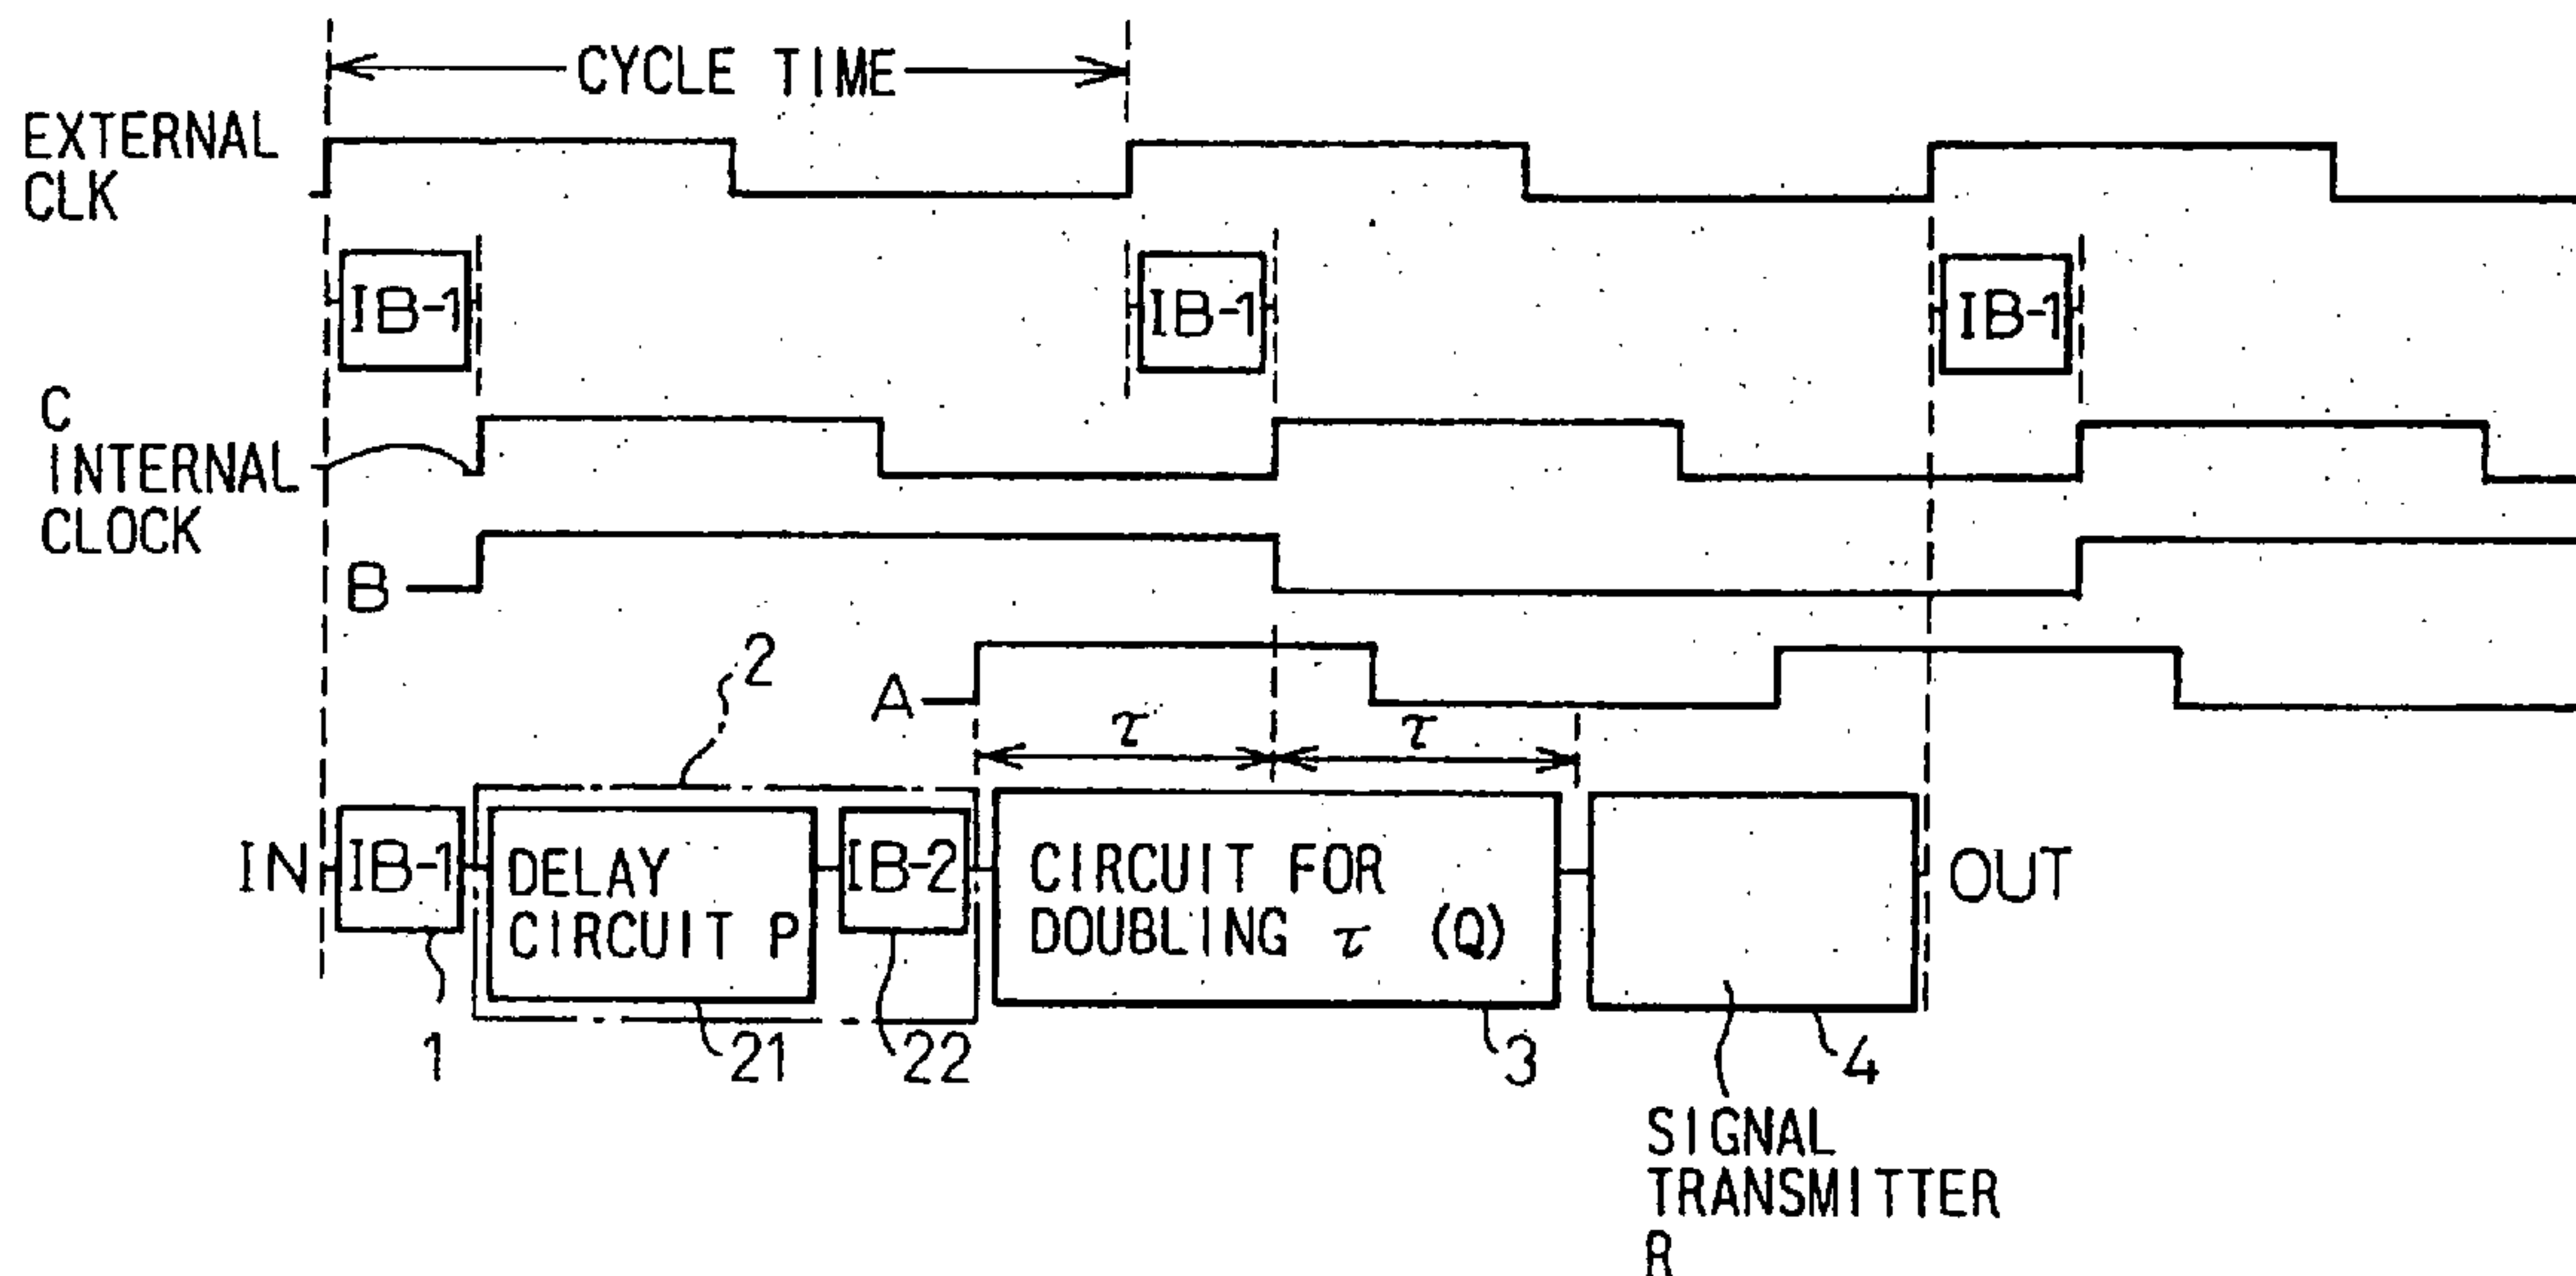 CYCLE TIME
EXTERNAL
CLK
IB-1
IB-1
IB-1
C
INTERNAL
CLOCK
B
2
A
τ
τ
IN
IB-1
DELAY
CIRCUIT P
IB-2
CIRCUIT FOR
DOUBLING τ (Q)
OUT
1
21
22
3
4
SIGNAL
TRANSMITTER
R